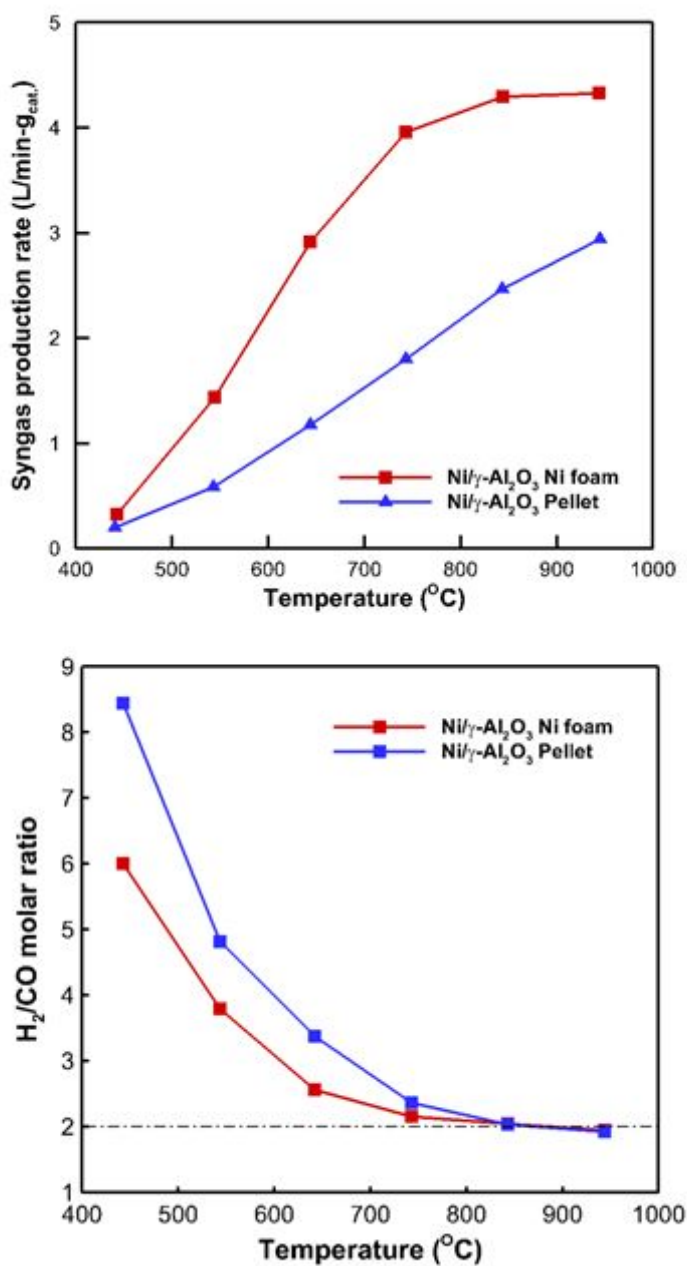 5
4
3
2
1
0
400 500 600 700 800 900 1000
Syngas production rate (L/min-gcat.)
Temperature (°C)
Ni/γ-Al₂O₃ Ni foam
Ni/γ-Al₂O₃ Pellet
9
8
7
6
5
4
3
2
1
400 500 600 700 800 900 1000
H₂/CO molar ratio
Temperature (°C)
Ni/γ-Al₂O₃ Ni foam
Ni/γ-Al₂O₃ Pellet